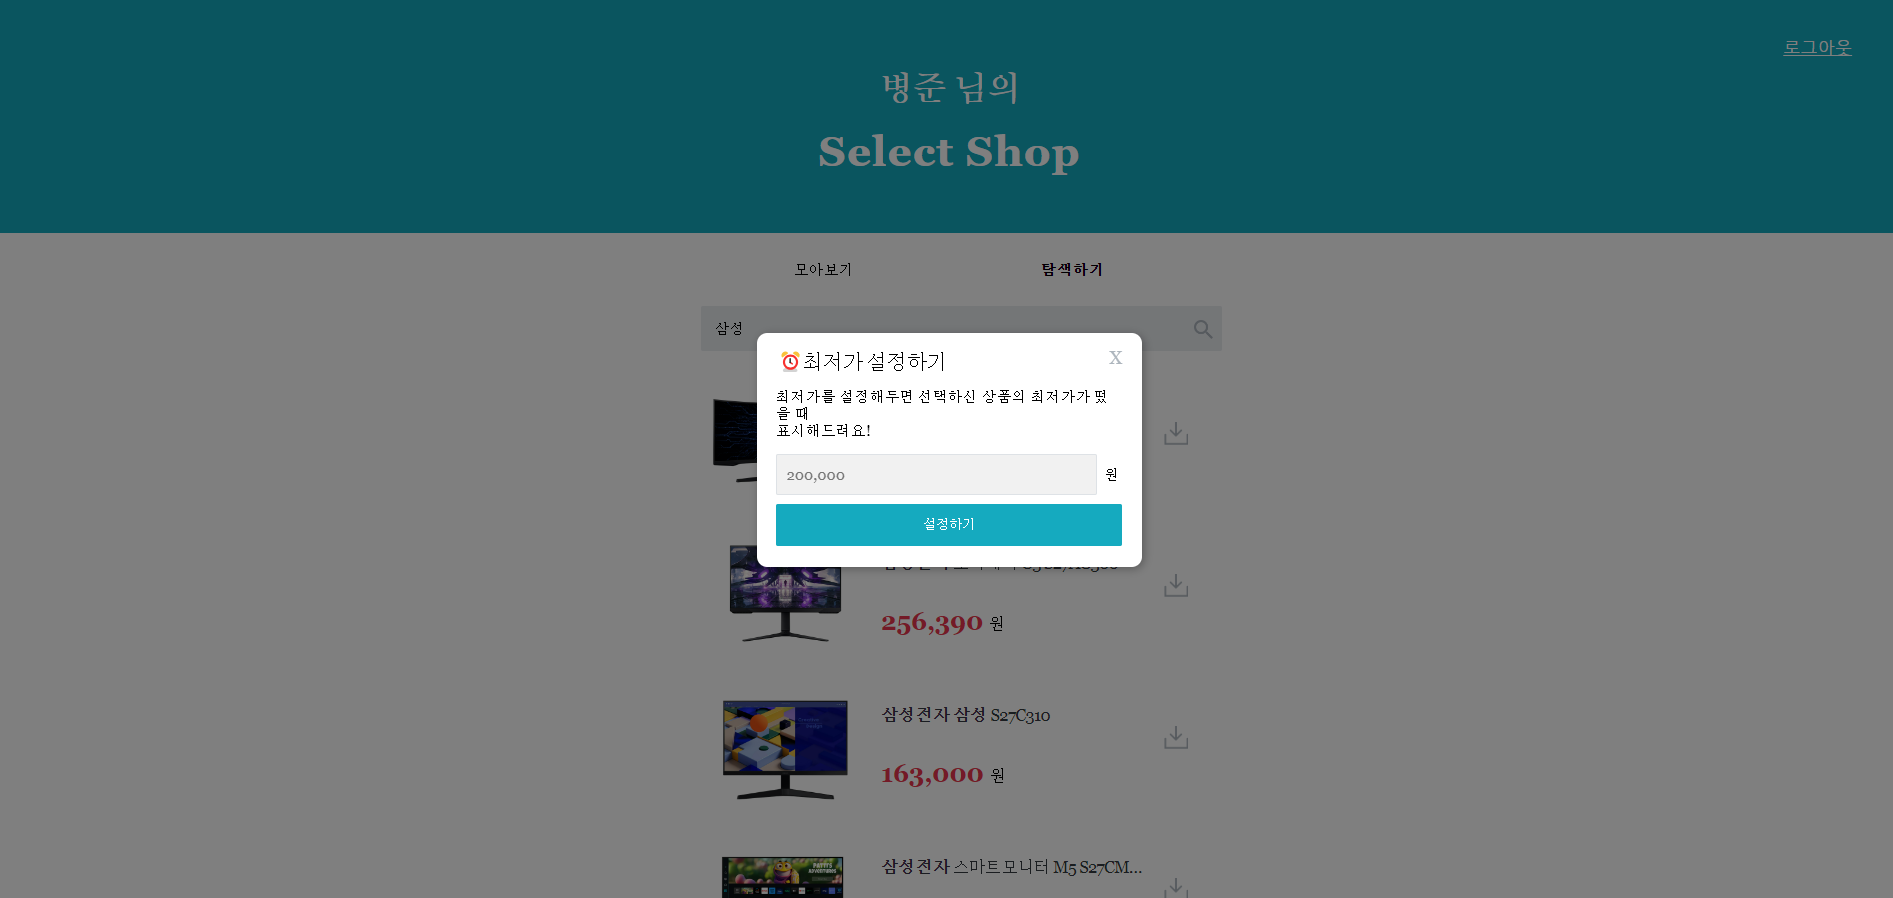 로그아웃
병준 님의
Select Shop
모아보기
탐색하기
삼성
최저가 설정하기
X
최저가를 설정해두면 선택하신 상품의 최저가가 떴
을 때
표시해드려요!
200,000
원
설정하기
256,390 원
삼성전자 삼성 S27C310
163,000 원
삼성전자 스마트모니터 M5 S27CM...